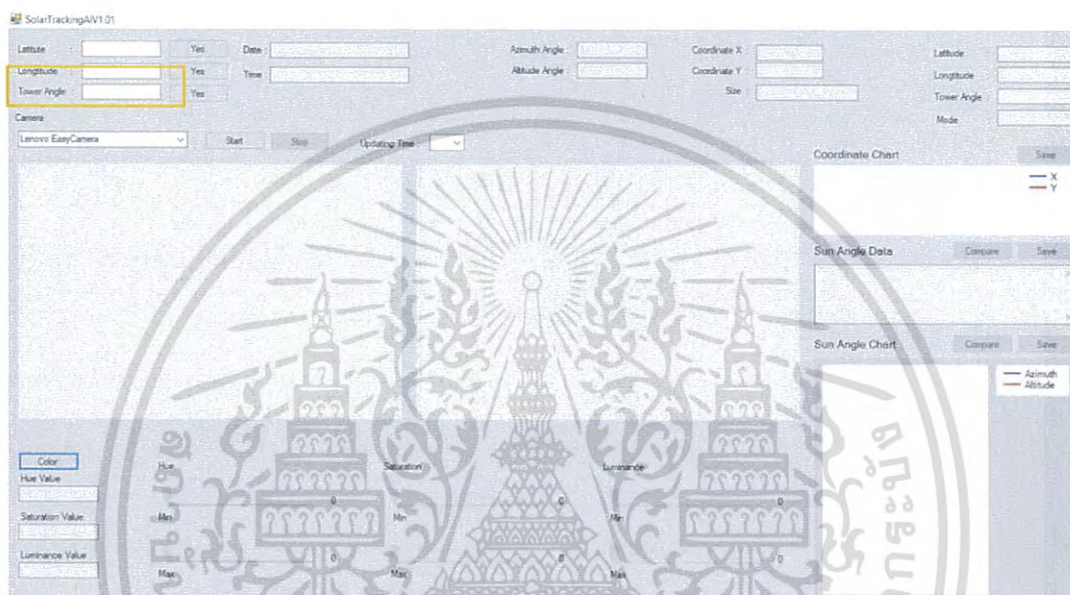 SolarTrackingAiV1.01
Latitute : Yes Date : Azimuth Angle : Coordinate X : Lattitude :
Longtitude : Yes Time : Altitude Angle : Coordinate Y : Longtitude :
Tower Angle : Yes Size : Tower Angle :
Camera Mode :
Lenovo EasyCamera Start Stop Updating Time :
Coordinate Chart Save
X
Y
Sun Angle Data Compare Save
Sun Angle Chart Compare Save
Azimuth
Altitude
Color Hue Saturation Luminance
Hue Value
0 0 0
Saturation Value Min Min Min
Luminance Value 0 0 0
Max Max Max